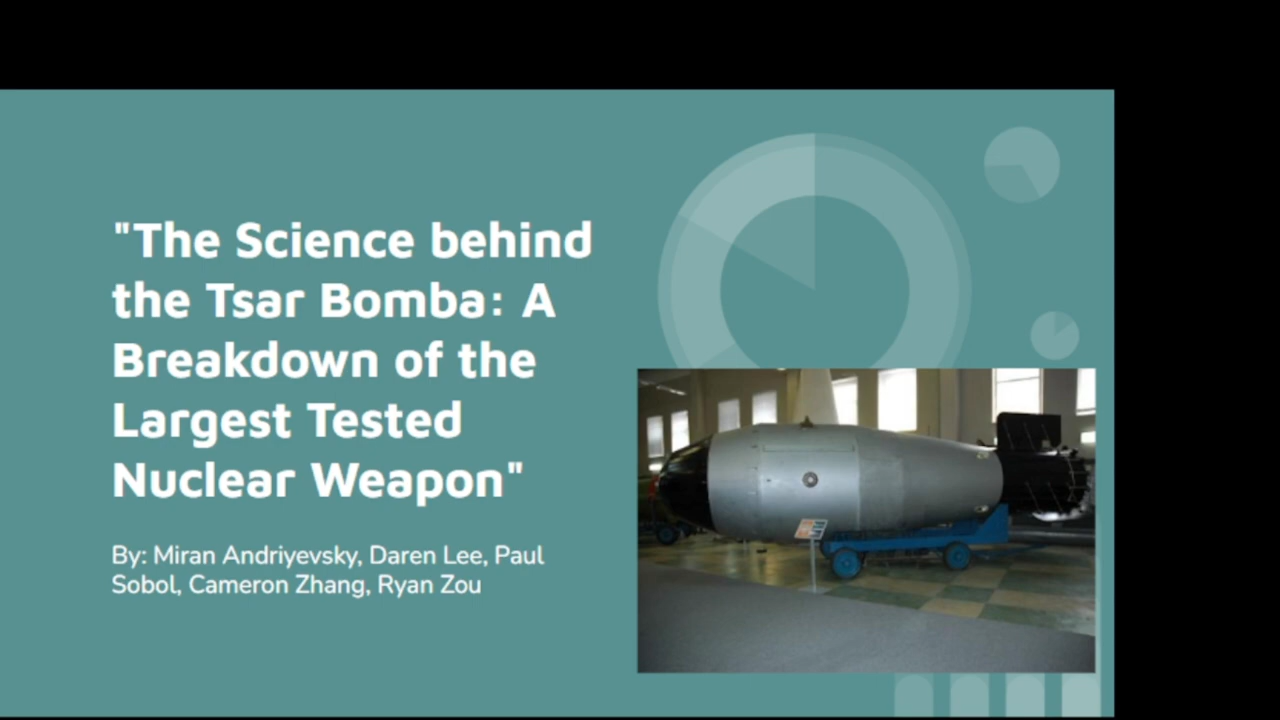 "The Science behind
the Tsar Bomba: A
Breakdown of the
Largest Tested
Nuclear Weapon"
By: Miran Andriyevsky, Daren Lee, Paul
Sobol, Cameron Zhang, Ryan Zou